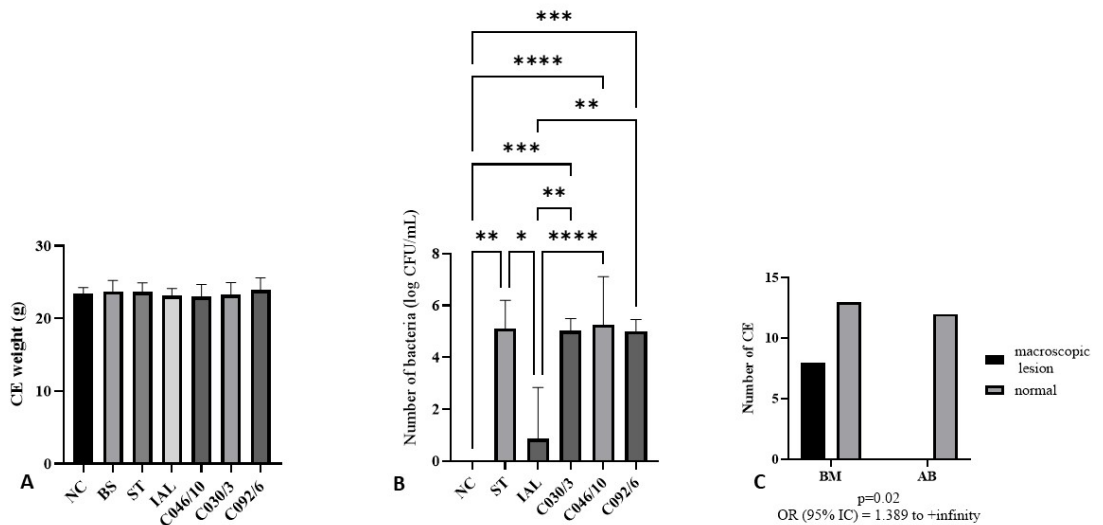 CE weight (g)
30
20
10
0
NC
BS
ST
IAL
C046/10
C030/3
C092/6
A
***
****
**
***
**
**
*
****
Number of bacteria (log CFU/mL)
8
6
4
2
0
NC
ST
IAL
C030/3
C046/10
C092/6
B
Number of CE
15
10
5
0
BM
AB
macroscopic
lesion
normal
C
p=0.02
OR (95% IC) = 1.389 to +infinity